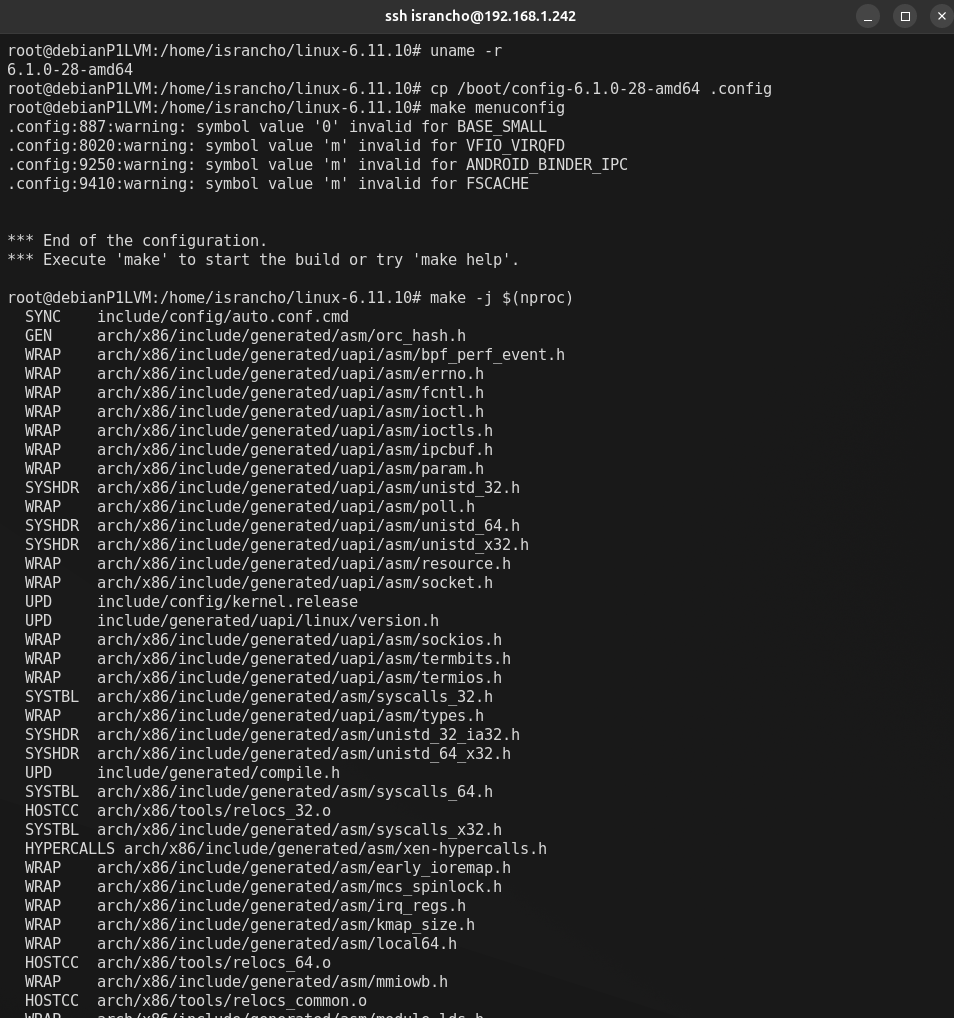 ssh israncho@192.168.1.242
root@debianP1LVM:/home/israncho/linux-6.11.10# uname -r
6.1.0-28-amd64
root@debianP1LVM:/home/israncho/linux-6.11.10# cp /boot/config-6.1.0-28-amd64 .config
root@debianP1LVM:/home/israncho/linux-6.11.10# make menuconfig
.config:887:warning: symbol value '0' invalid for BASE_SMALL
.config:8020:warning: symbol value 'm' invalid for VFIO_VIRQFD
.config:9250:warning: symbol value 'm' invalid for ANDROID_BINDER_IPC
.config:9410:warning: symbol value 'm' invalid for FSCACHE
*** End of the configuration.
*** Execute 'make' to start the build or try 'make help'.
root@debianP1LVM:/home/israncho/linux-6.11.10# make -j $(nproc)
SYNC    include/config/auto.conf.cmd
GEN     arch/x86/include/generated/asm/orc_hash.h
WRAP    arch/x86/include/generated/uapi/asm/bpf_perf_event.h
WRAP    arch/x86/include/generated/uapi/asm/errno.h
WRAP    arch/x86/include/generated/uapi/asm/fcntl.h
WRAP    arch/x86/include/generated/uapi/asm/ioctl.h
WRAP    arch/x86/include/generated/uapi/asm/ioctls.h
WRAP    arch/x86/include/generated/uapi/asm/ipcbuf.h
WRAP    arch/x86/include/generated/uapi/asm/param.h
SYSHDR  arch/x86/include/generated/uapi/asm/unistd_32.h
WRAP    arch/x86/include/generated/uapi/asm/poll.h
SYSHDR  arch/x86/include/generated/uapi/asm/unistd_64.h
SYSHDR  arch/x86/include/generated/uapi/asm/unistd_x32.h
WRAP    arch/x86/include/generated/uapi/asm/resource.h
WRAP    arch/x86/include/generated/uapi/asm/socket.h
UPD     include/config/kernel.release
UPD     include/generated/uapi/linux/version.h
WRAP    arch/x86/include/generated/uapi/asm/sockios.h
WRAP    arch/x86/include/generated/uapi/asm/termbits.h
WRAP    arch/x86/include/generated/uapi/asm/termios.h
SYSTBL  arch/x86/include/generated/asm/syscalls_32.h
WRAP    arch/x86/include/generated/uapi/asm/types.h
SYSHDR  arch/x86/include/generated/asm/unistd_32_ia32.h
SYSHDR  arch/x86/include/generated/asm/unistd_64_x32.h
UPD     include/generated/compile.h
SYSTBL  arch/x86/include/generated/asm/syscalls_64.h
HOSTCC  arch/x86/tools/relocs_32.o
SYSTBL  arch/x86/include/generated/asm/syscalls_x32.h
HYPERCALLS arch/x86/include/generated/asm/xen-hypercalls.h
WRAP    arch/x86/include/generated/asm/early_ioremap.h
WRAP    arch/x86/include/generated/asm/mcs_spinlock.h
WRAP    arch/x86/include/generated/asm/irq_regs.h
WRAP    arch/x86/include/generated/asm/kmap_size.h
WRAP    arch/x86/include/generated/asm/local64.h
HOSTCC  arch/x86/tools/relocs_64.o
WRAP    arch/x86/include/generated/asm/mmiowb.h
HOSTCC  arch/x86/tools/relocs_common.o
WRAP    arch/x86/include/generated/asm/module.lds.h